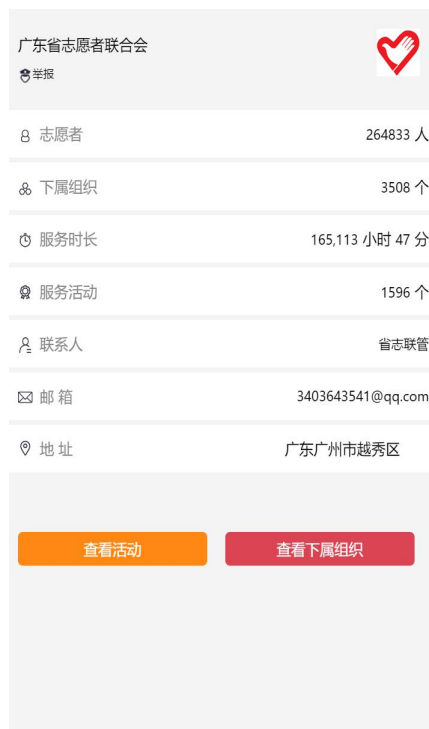 广东省志愿者联合会
举报
志愿者 264833 人
下属组织 3508 个
服务时长 165,113 小时 47 分
服务活动 1596 个
联系人 省志联管
邮 箱 3403643541@qq.com
地 址 广东广州市越秀区
查看活动 查看下属组织